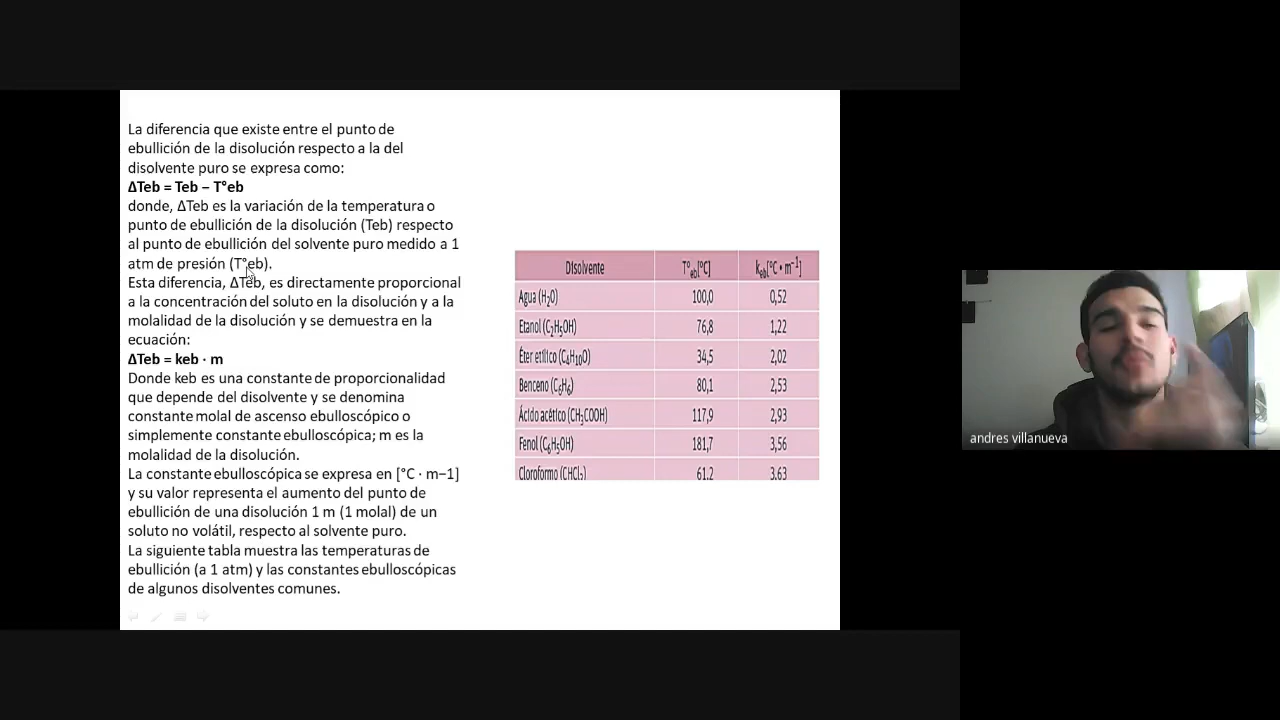 La diferencia que existe entre el punto de
ebullición de la disolución respecto a la del
disolvente puro se expresa como:
ΔTeb = Teb – T°eb
donde, ΔTeb es la variación de la temperatura o
punto de ebullición de la disolución (Teb) respecto
al punto de ebullición del solvente puro medido a 1
atm de presión (T°eb).
Esta diferencia, ΔTeb, es directamente proporcional
a la concentración del soluto en la disolución y a la
molalidad de la disolución y se demuestra en la
ecuación:
ΔTeb = keb · m
Donde keb es una constante de proporcionalidad
que depende del disolvente y se denomina
constante molal de ascenso ebulloscópico o
simplemente constante ebulloscópica; m es la
molalidad de la disolución.
La constante ebulloscópica se expresa en [°C · m−1]
y su valor representa el aumento del punto de
ebullición de una disolución 1 m (1 molal) de un
soluto no volátil, respecto al solvente puro.
La siguiente tabla muestra las temperaturas de
ebullición (a 1 atm) y las constantes ebulloscópicas
de algunos disolventes comunes.
Disolvente T°eb[°C] keb[°C • m⁻¹]
Agua (H₂O) 100,0 0,52
Etanol (C₂H₅OH) 76,8 1,22
Éter etílico (C₄H₁₀O) 34,5 2,02
Benceno (C₆H₆) 80,1 2,53
Ácido acético (CH₃COOH) 117,9 2,93
Fenol (C₆H₅OH) 181,7 3,56
Cloroformo (CHCl₃) 61,2 3,63
andres villanueva